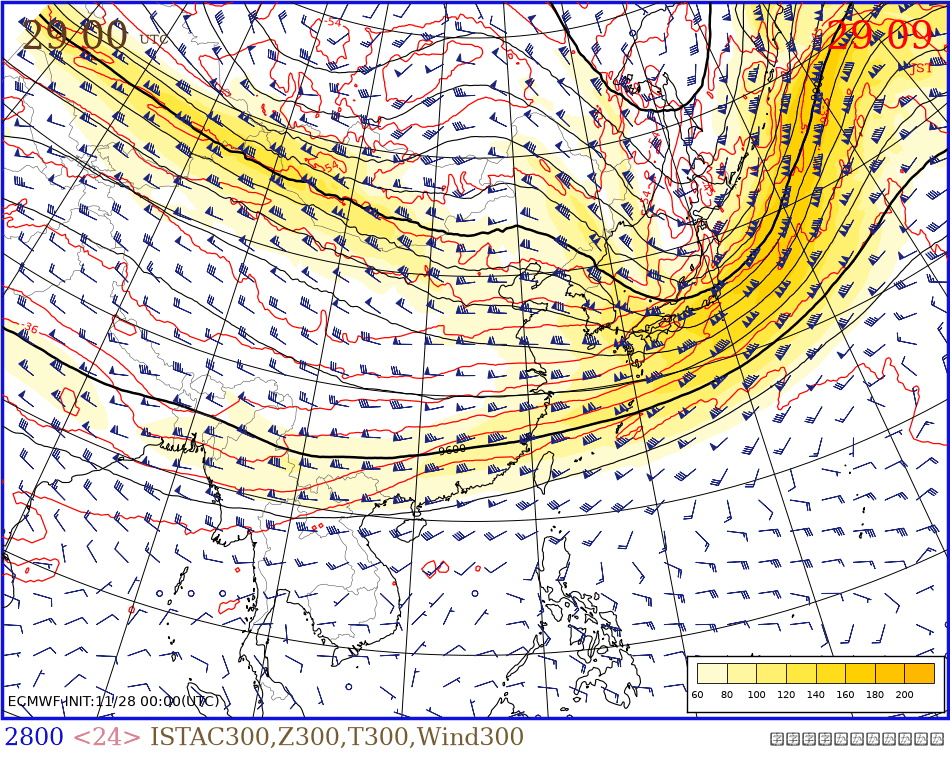 29 00 UTC
29 09 JST
-54
-54
-36
9600
60 80 100 120 140 160 180 200
ECMWF-INIT:11/28 00:00(UTC)
2800 <24> ISTAC300,Z300,T300,Wind300